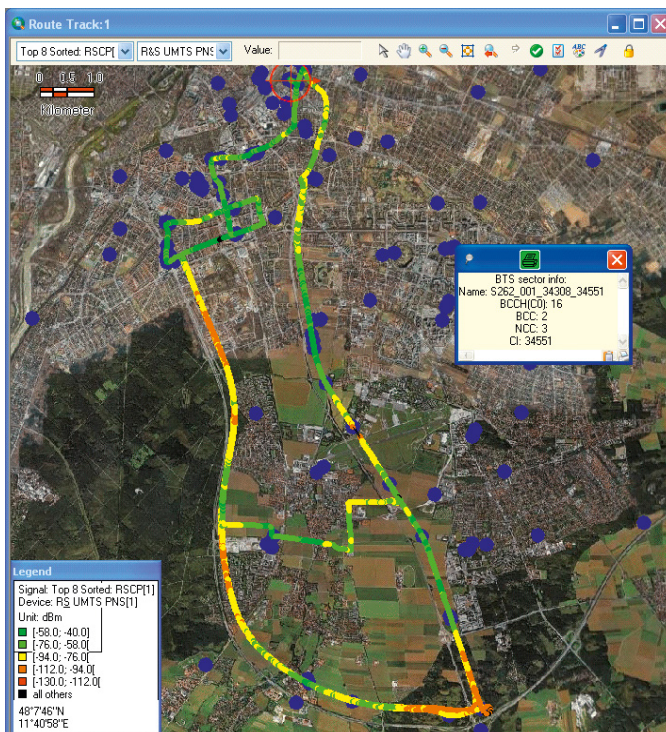 Route Track:1
Top 8 Sorted: RSCP[ R&S UMTS PNS Value:
0 0.5 1.0
Kilometer
BTS sector info:
Name: S262_001_34308_34551
BCCH(C0): 16
BCC: 2
NCC: 3
CI: 34551
Legend
Signal: Top 8 Sorted: RSCP[1]
Device: RS UMTS PNS[1]
Unit: dBm
[-58.0; -40.0]
[-76.0; -58.0[
[-94.0; -76.0[
[-112.0; -94.0[
[-130.0; -112.0[
all others
48°7'46"N
11°40'58"E